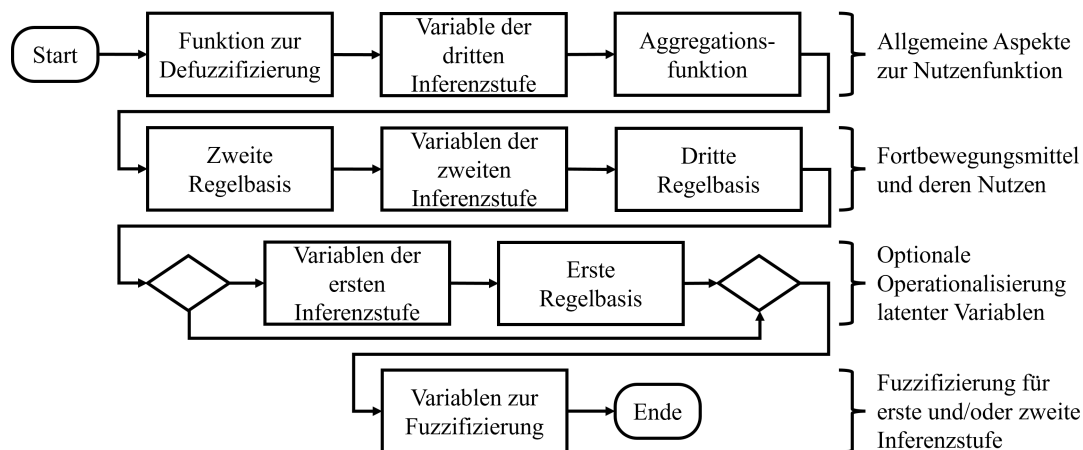 Start
Funktion zur
Defuzzifizierung
Variable der
dritten
Inferenzstufe
Aggregations-
funktion
Allgemeine Aspekte
zur Nutzenfunktion
Zweite
Regelbasis
Variablen der
zweiten
Inferenzstufe
Dritte
Regelbasis
Fortbewegungsmittel
und deren Nutzen
Variablen der
ersten
Inferenzstufe
Erste
Regelbasis
Optionale
Operationalisierung
latenter Variablen
Variablen zur
Fuzzifizierung
Ende
Fuzzifizierung für
erste und/oder zweite
Inferenzstufe